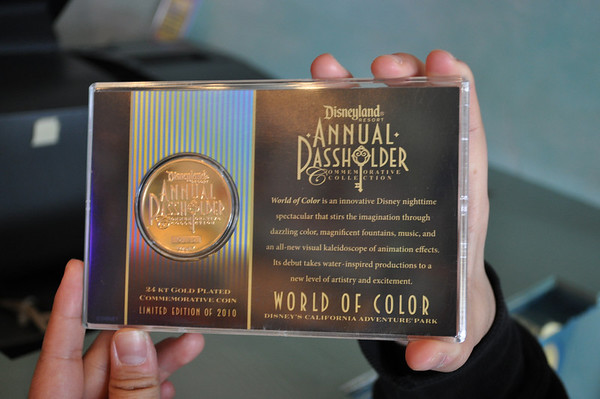 Disneyland®
RESORT
ANNUAL
PASSHOLDER
COMMEMORATIVE
COLLECTION
World of Color is an innovative Disney nighttime
spectacular that stirs the imagination through
dazzling color, magnificent fountains, music, and
an all-new visual kaleidoscope of animation effects.
Its debut takes water-inspired productions to a
new level of artistry and excitement.
WORLD OF COLOR
DISNEY'S CALIFORNIA ADVENTURE® PARK
Disneyland
ANNUAL
PASSHOLDER
24 KT GOLD PLATED
COMMEMORATIVE COIN
LIMITED EDITION OF 2010